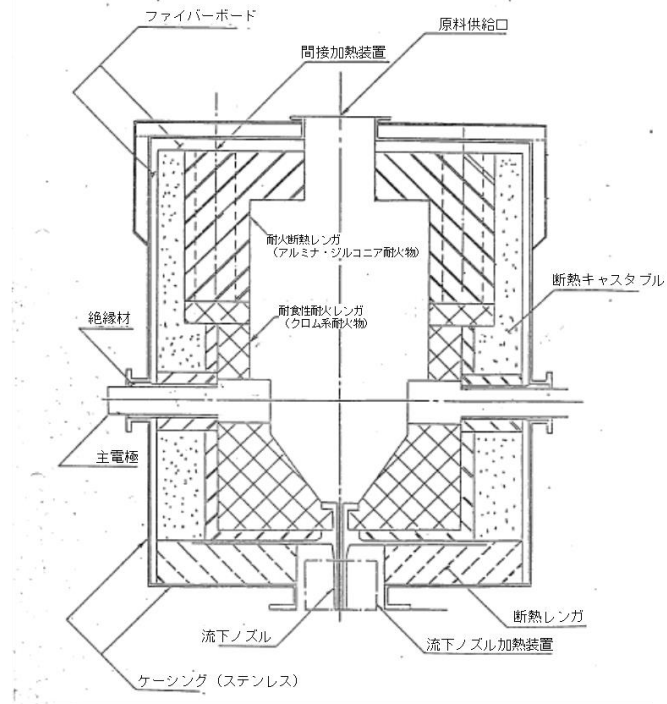 ファイバーボード
原料供給口
間接加熱装置
耐火断熱レンガ
(アルミナ・ジルコニア耐火物)
断熱キャスタブル
耐食性耐火レンガ
(クロム系耐火物)
絶縁材
主電極
断熱レンガ
流下ノズル
流下ノズル加熱装置
ケーシング(ステンレス)